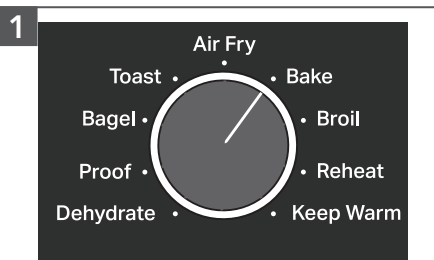 1
Air Fry
Toast
Bake
Bagel
Broil
Proof
Reheat
Dehydrate
Keep Warm